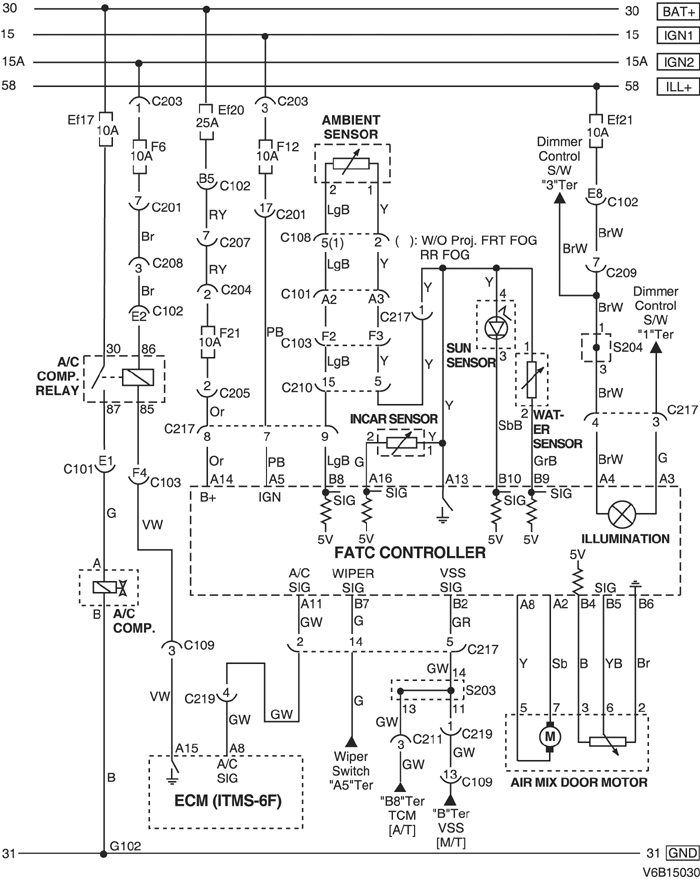 30 30 BAT+
15 15 IGN1
15A 15A IGN2
58 58 ILL+
C203 C203
1 3
Ef17 10A
Ef20 25A
Ef21 10A
F6 10A
F12 10A
AMBIENT SENSOR
2 1
LgB Y
Dimmer Control S/W "3"Ter
B5 C102
E8 C102
RY BrW
7 C201
17 C201
Br
C108 5(1) 2
( ): W/O Proj. FRT FOG
RR FOG
7 C207
BrW
7 C209
RY LgB Y Y
3 C208
Br
2 C204
C101 A2 A3
4
BrW
Dimmer Control S/W "1"Ter
E2 C102
C217 1
F21 10A
PB
C103 F2 F3
SUN SENSOR
3
1
1
S204
3
30 86
A/C COMP. RELAY
87 85
LgB Y Y Y
2 C205
C210 15 5
2
WAT-ER SENSOR
BrW
Or
INCAR SENSOR
2 1
Y
C217 8 7 9
SbB
4 3 C217
C101 E1
F4 C103
Or PB LgB G GrB BrW G
A14 A5 B8 A16 A13 B10 B9 A4 A3
B+ IGN SIG SIG SIG SIG
G VW
5V 5V 5V 5V
FATC CONTROLLER
ILLUMINATION
5V
A
A/C COMP.
B
A/C SIG
WIPER SIG
VSS SIG
SIG
A11 B7 B2 A8 A2 B4 B5 B6
GW G GR
3 C109
2 14 5 C217
Y Sb B YB Br
GW 14
S203
13 11
VW
C219 4
GW GW G GW
3 C211
1 C219
5 7 3 6 2
M
AIR MIX DOOR MOTOR
A15 A8
A/C SIG
ECM (ITMS-6F)
Wiper Switch "A5"Ter
GW GW
13 C109
B
"B8"Ter TCM [A/T]
"B"Ter VSS [M/T]
31 G102 31 GND
V6B15030